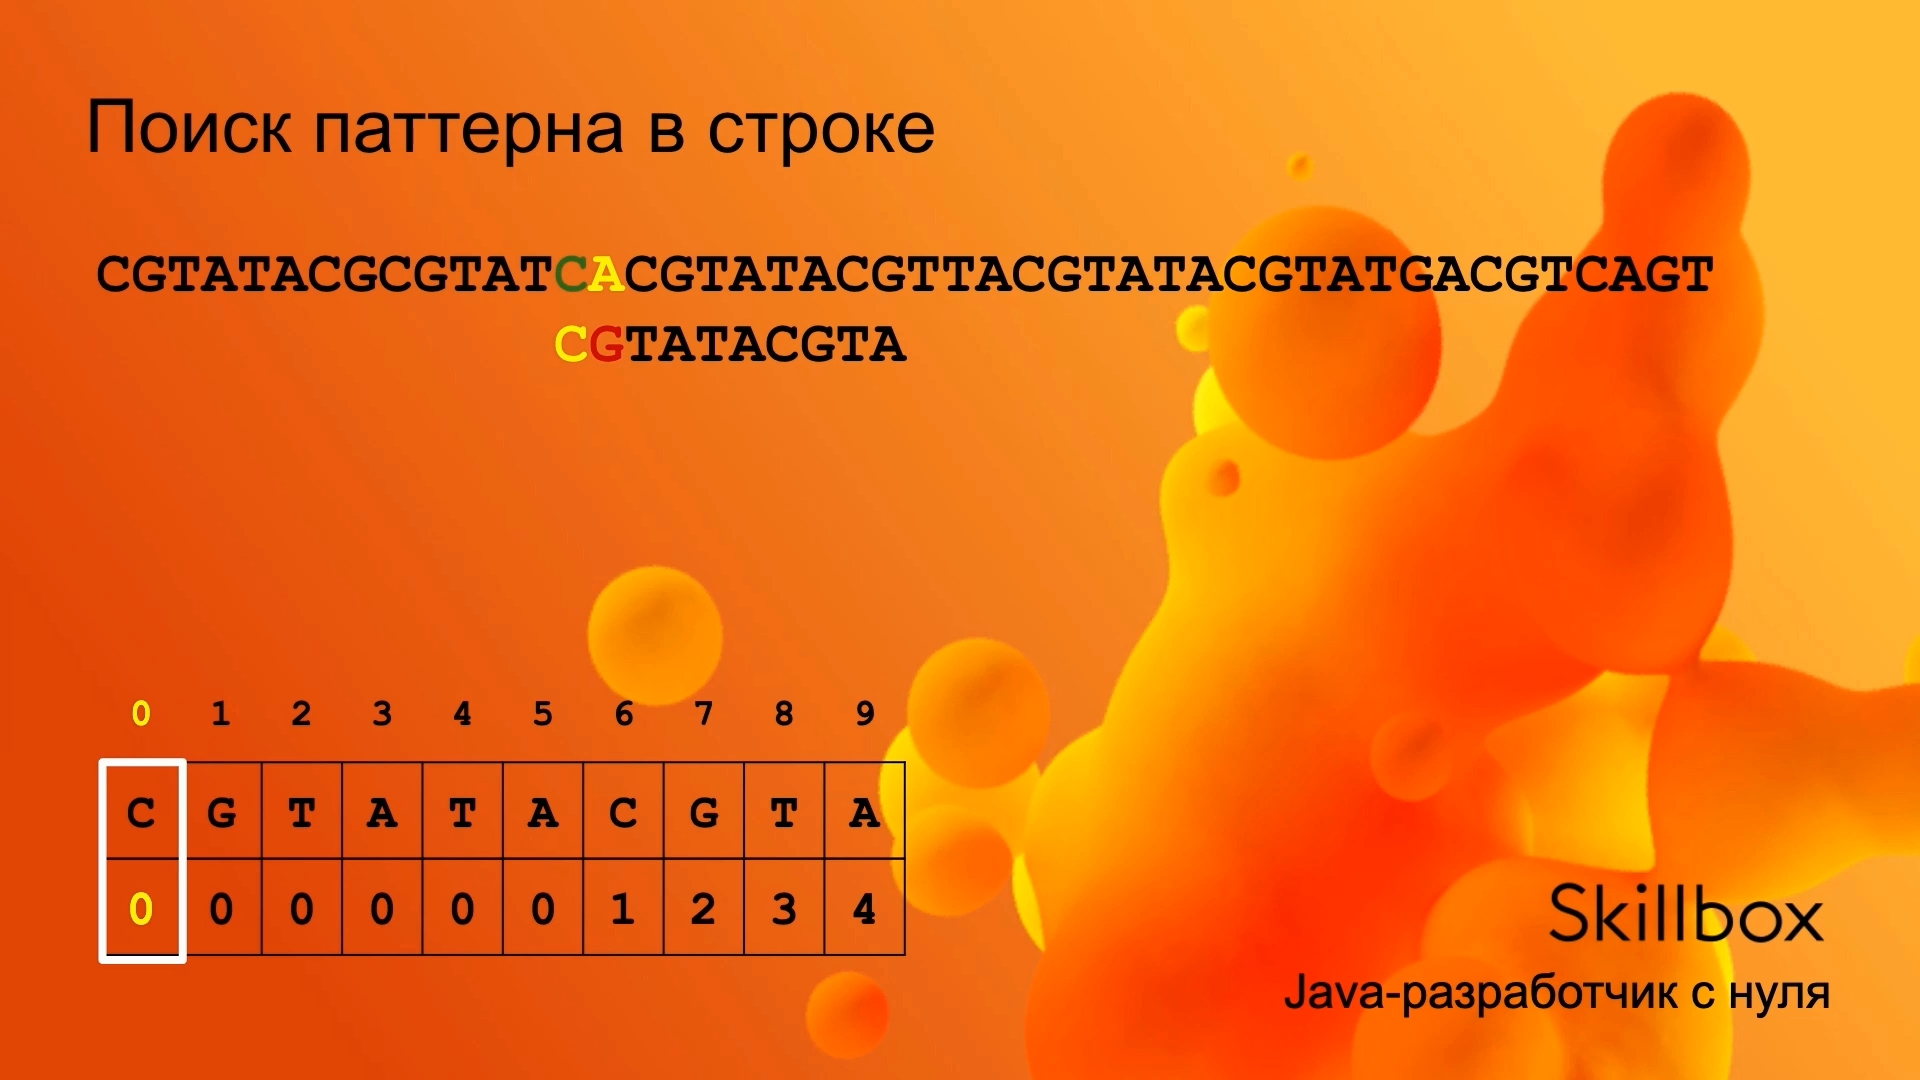 Поиск паттерна в строке
CGTATACGCGTATCACGTATACGTTACGTATACGTATGACGTCAGT
CGTATACGTA
0 1 2 3 4 5 6 7 8 9
C G T A T A C G T A
0 0 0 0 0 0 1 2 3 4
Skillbox
Java-разработчик с нуля